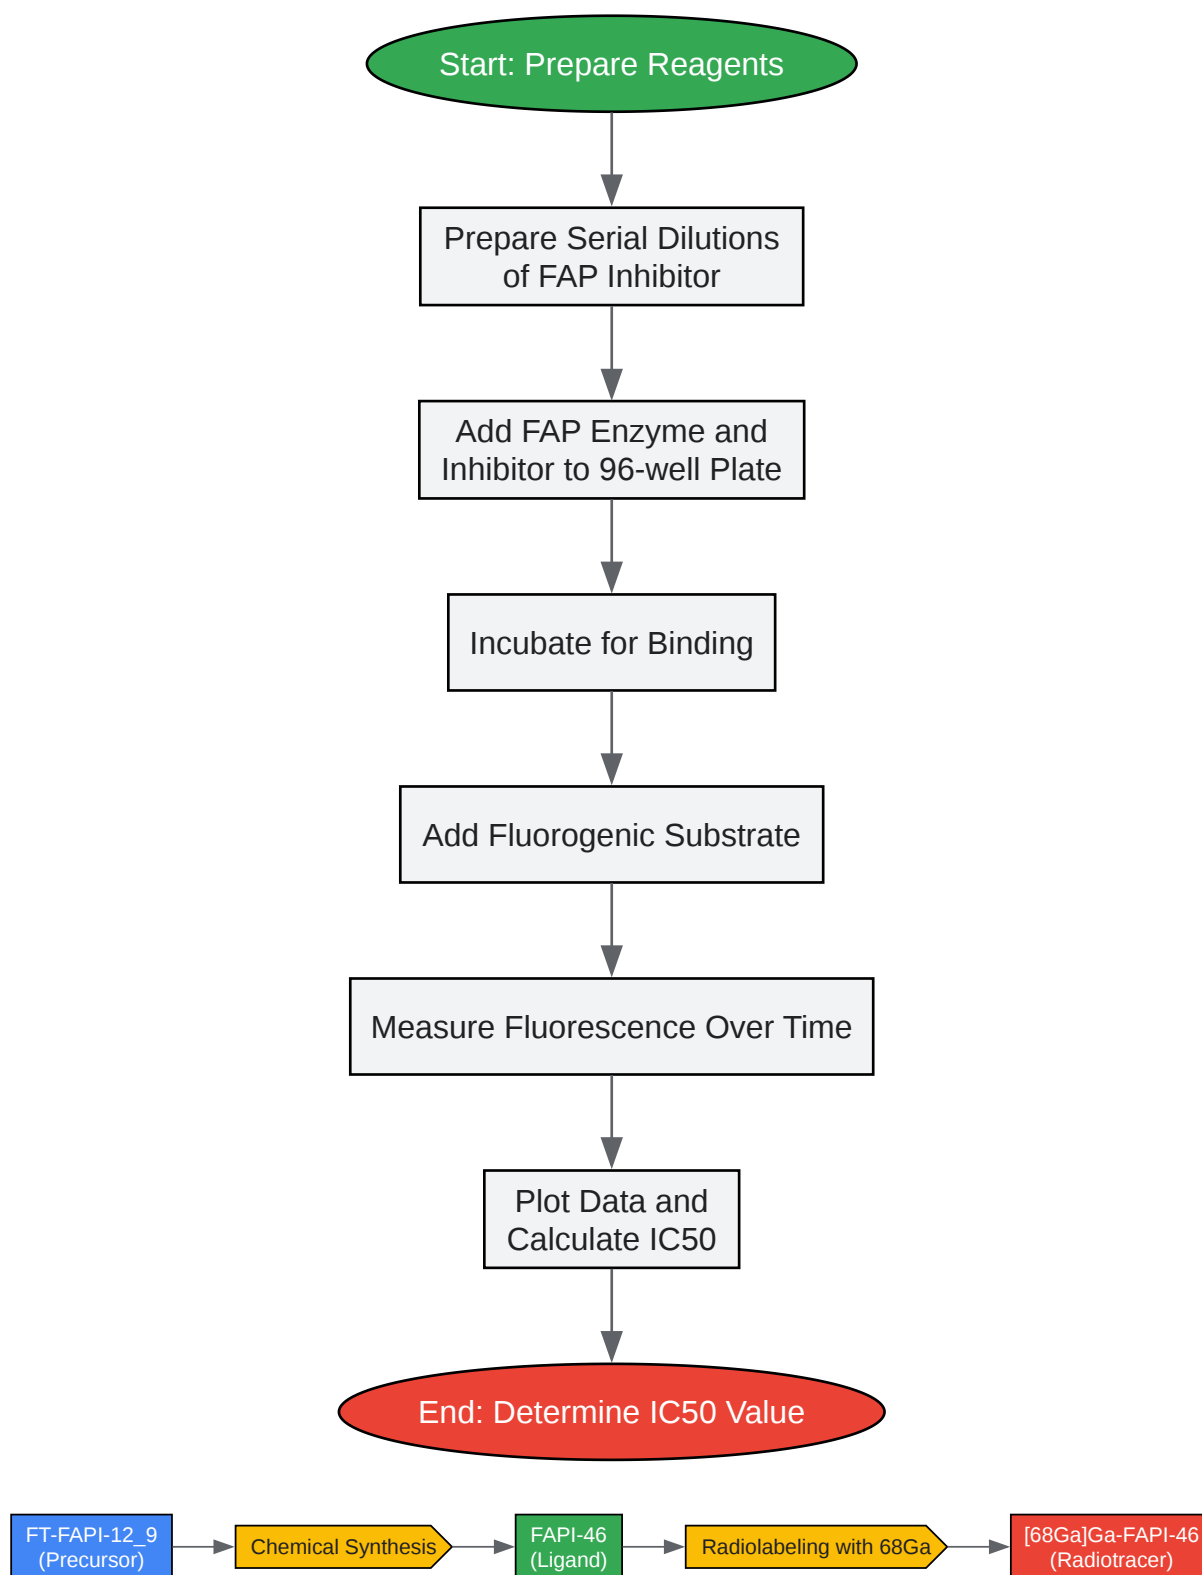 Start: Prepare Reagents
Prepare Serial Dilutions
of FAP Inhibitor
Add FAP Enzyme and
Inhibitor to 96-well Plate
Incubate for Binding
Add Fluorogenic Substrate
Measure Fluorescence Over Time
Plot Data and
Calculate IC50
End: Determine IC50 Value
FT-FAPI-12_9
(Precursor)
Chemical Synthesis
FAPI-46
(Ligand)
Radiolabeling with 68Ga
[68Ga]Ga-FAPI-46
(Radiotracer)